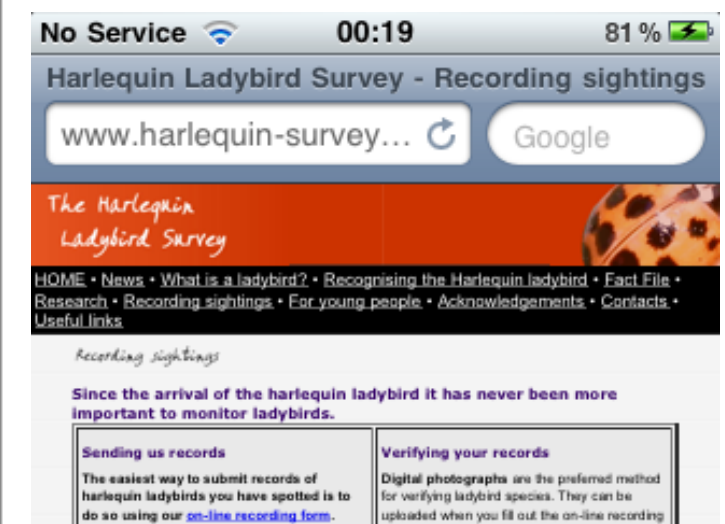 No Service 00:19 81 %
Harlequin Ladybird Survey - Recording sightings
www.harlequin-survey... Google
The Harlequin
Ladybird Survey
HOME • News • What is a ladybird? • Recognising the Harlequin ladybird • Fact File •
Research • Recording sightings • For young people • Acknowledgements • Contacts •
Useful links
Recording sightings
Since the arrival of the harlequin ladybird it has never been more
important to monitor ladybirds.
Sending us records
The easiest way to submit records of
harlequin ladybirds you have spotted is to
do so using our on-line recording form.
Verifying your records
Digital photographs are the preferred method
for verifying ladybird species. They can be
uploaded when you fill out the on-line recording